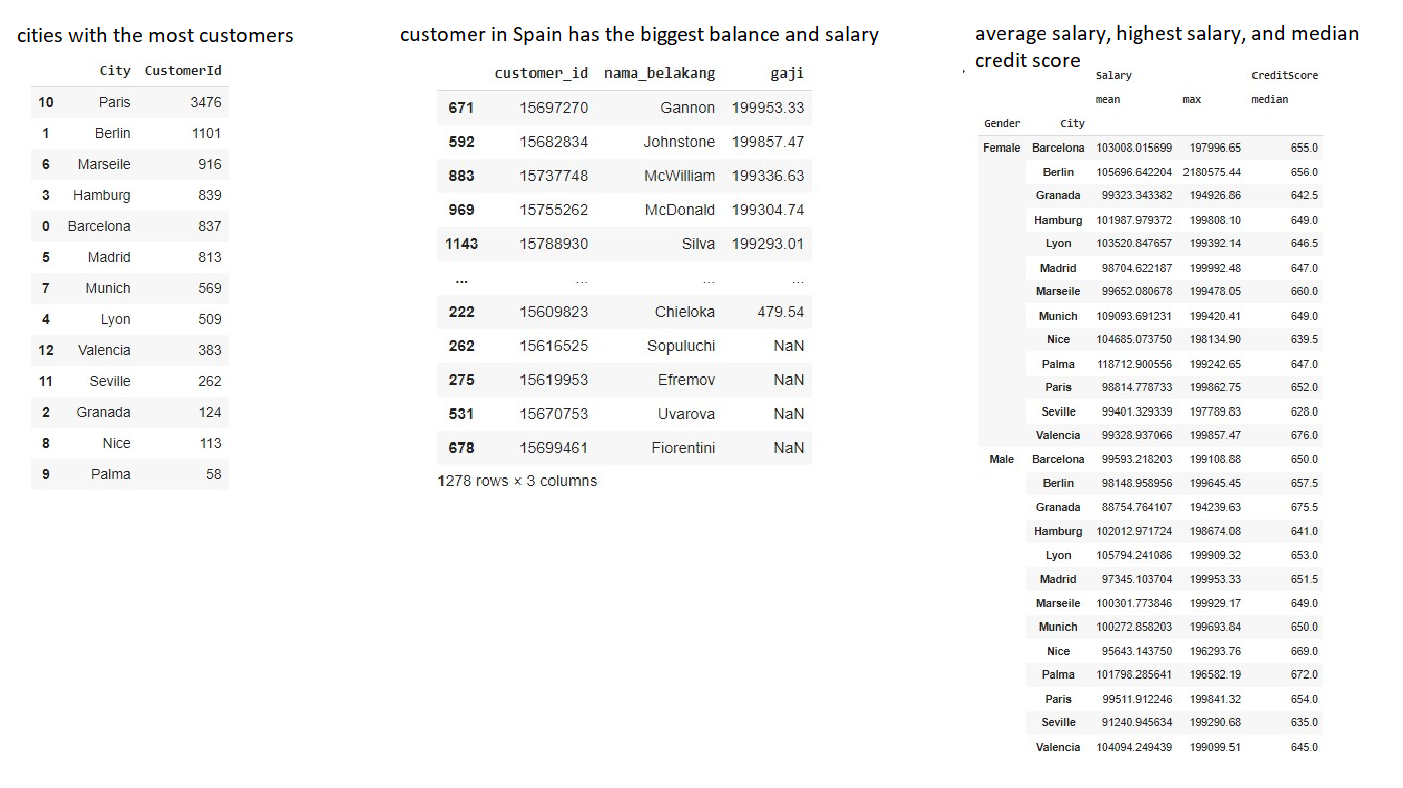 cities with the most customers
City CustomerId
10 Paris 3476
1 Berlin 1101
6 Marseile 916
3 Hamburg 839
0 Barcelona 837
5 Madrid 813
7 Munich 569
4 Lyon 509
12 Valencia 383
11 Seville 262
2 Granada 124
8 Nice 113
9 Palma 58
customer in Spain has the biggest balance and salary
customer_id nama_belakang gaji
671 15697270 Gannon 199953.33
592 15682834 Johnstone 199857.47
883 15737748 McWilliam 199336.63
969 15755262 McDonald 199304.74
1143 15788930 Silva 199293.01
... ... ... ...
222 15609823 Chieloka 479.54
262 15616525 Sopuluchi NaN
275 15619953 Efremov NaN
531 15670753 Uvarova NaN
678 15699461 Fiorentini NaN
1278 rows × 3 columns
average salary, highest salary, and median
credit score
Salary CreditScore
mean max median
Gender City
Female Barcelona 103008.015699 197996.65 655.0
Berlin 105696.642204 2180575.44 656.0
Granada 99323.343382 194926.86 642.5
Hamburg 101987.979372 199808.10 649.0
Lyon 103520.847657 199392.14 646.5
Madrid 98704.622187 199992.48 647.0
Marseile 99652.080678 199478.05 660.0
Munich 109093.691231 199420.41 649.0
Nice 104685.073750 198134.90 639.5
Palma 118712.900556 199242.65 647.0
Paris 98814.778733 199862.75 652.0
Seville 99401.329339 197789.83 628.0
Valencia 99328.937066 199857.47 676.0
Male Barcelona 99593.218203 199108.88 650.0
Berlin 98148.958956 199645.45 657.5
Granada 88754.764107 194239.63 675.5
Hamburg 102012.971724 198674.08 641.0
Lyon 105794.241086 199909.32 653.0
Madrid 97345.103704 199953.33 651.5
Marseile 100301.773846 199929.17 649.0
Munich 100272.858203 199693.84 650.0
Nice 95643.143750 196293.76 669.0
Palma 101798.285641 196582.19 672.0
Paris 99511.912246 199841.32 654.0
Seville 91240.945634 199290.68 635.0
Valencia 104094.249439 199099.51 645.0